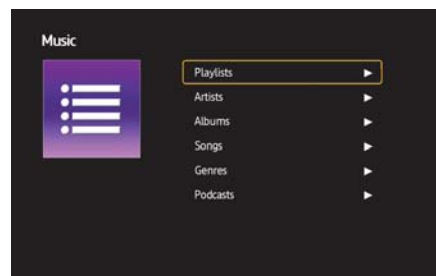 Music
Playlists
Artists
Albums
Songs
Genres
Podcasts